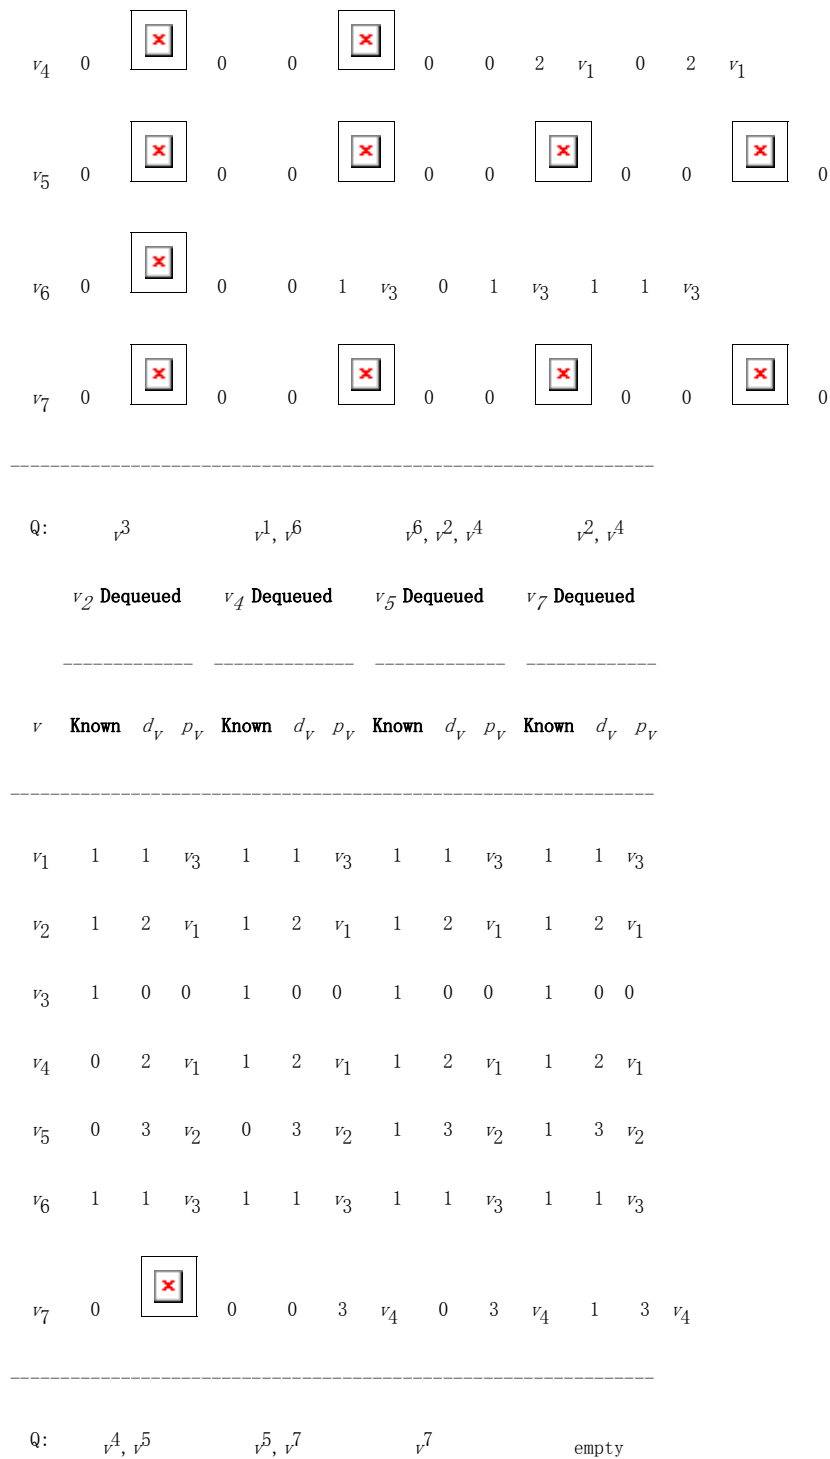 v4 0 0 0 0 0 2 v1 0 2 v1
v5 0 0 0 0 0 0 0 0
v6 0 0 0 1 v3 0 1 v3 1 1 v3
v7 0 0 0 0 0 0 0 0
-----------------------------------------------------------------
Q: v3 v1, v6 v6, v2, v4 v2, v4
v2 Dequeued v4 Dequeued v5 Dequeued v7 Dequeued
------------- -------------- ------------- -------------
v Known dv pv Known dv pv Known dv pv Known dv pv
-----------------------------------------------------------------
v1 1 1 v3 1 1 v3 1 1 v3 1 1 v3
v2 1 2 v1 1 2 v1 1 2 v1 1 2 v1
v3 1 0 0 1 0 0 1 0 0 1 0 0
v4 0 2 v1 1 2 v1 1 2 v1 1 2 v1
v5 0 3 v2 0 3 v2 1 3 v2 1 3 v2
v6 1 1 v3 1 1 v3 1 1 v3 1 1 v3
v7 0 0 0 3 v4 0 3 v4 1 3 v4
-----------------------------------------------------------------
Q: v4, v5 v5, v7 v7 empty